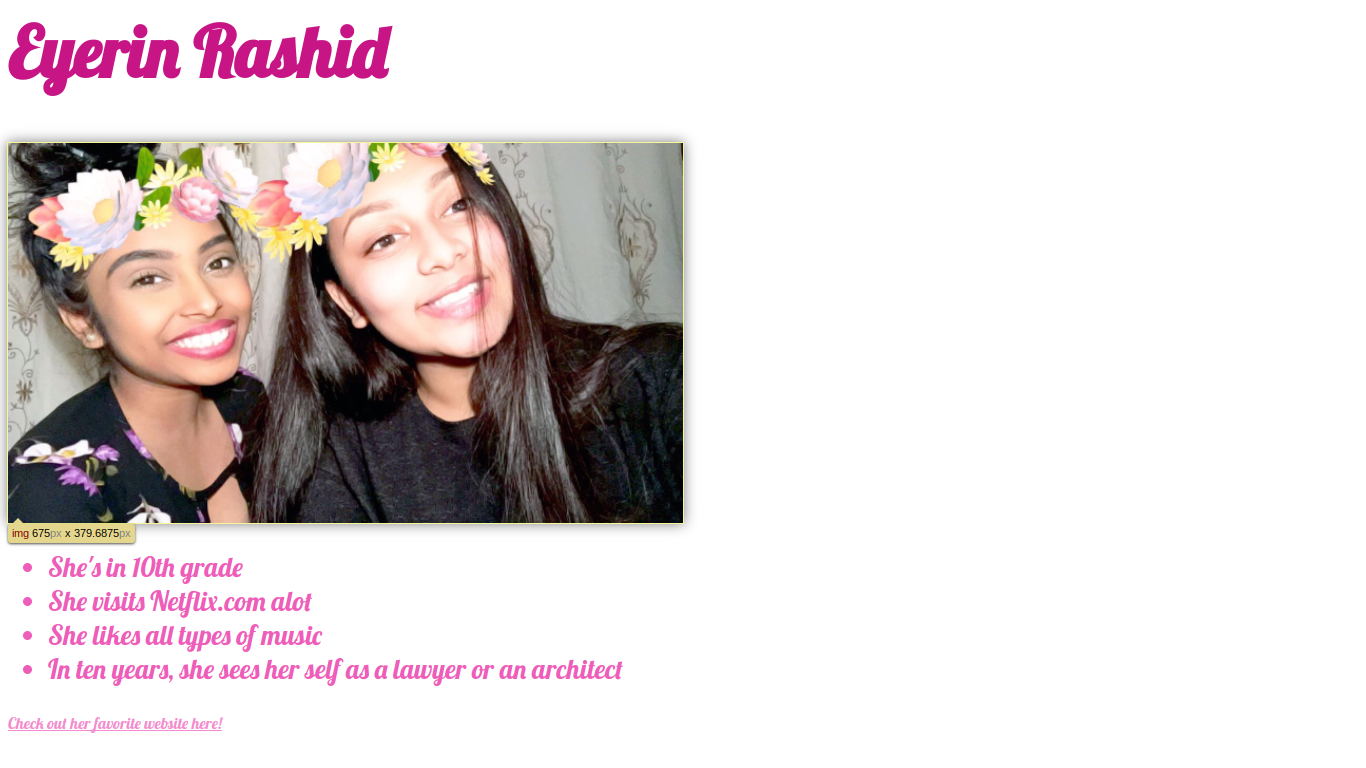 Eyerin Rashid
img 675px x 379.6875px
She's in 10th grade
She visits Netflix.com alot
She likes all types of music
In ten years, she sees her self as a lawyer or an architect
Check out her favorite website here!